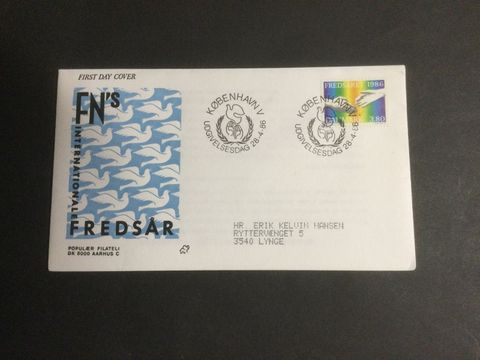 FIRST DAY COVER
FN'S
INTERNATIONALE
FREDSÅR
POPULÆR FILATELI
DK 8000 AARHUS C
KØBENHAVN V
UDGIVELSESDAG 28-4-86
KØBENHAVN V
UDGIVELSESDAG 28-4-86
FREDSÅRET 1986
3.80
HR ERIK KELVIN HANSEN
RYTTERVÆNGET 5
3540 LYNGE